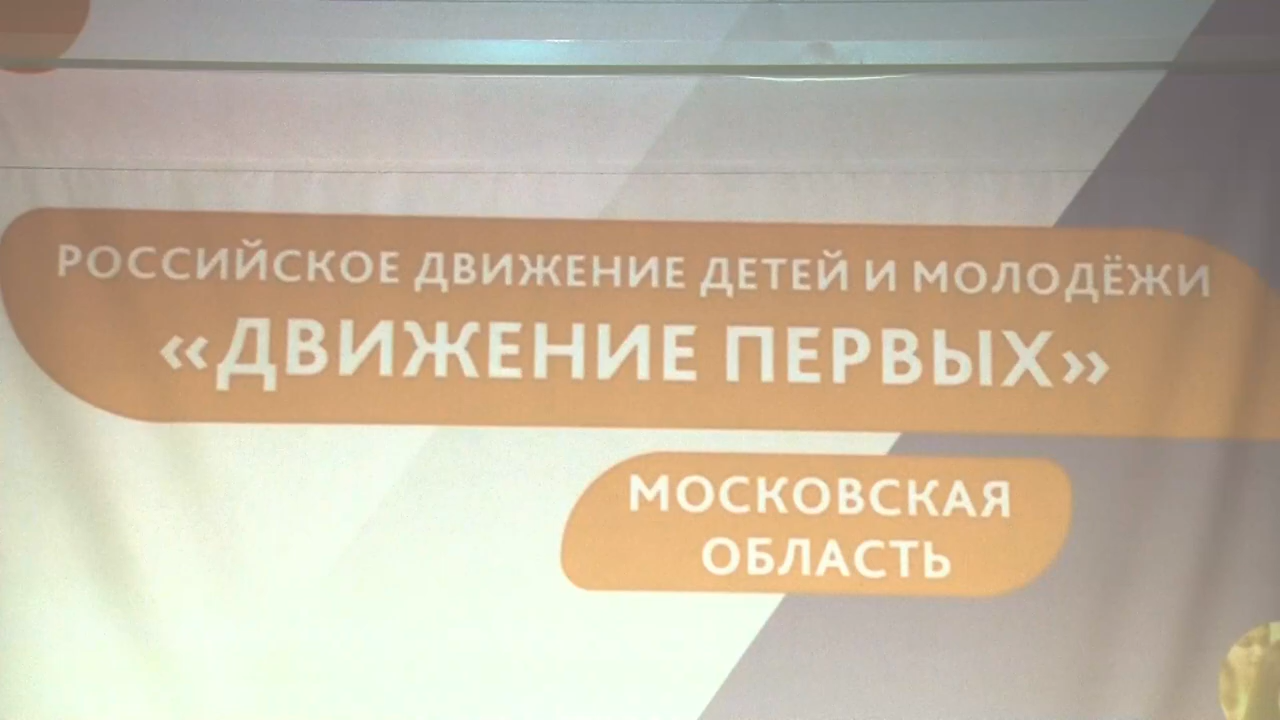 РОССИЙСКОЕ ДВИЖЕНИЕ ДЕТЕЙ И МОЛОДЁЖИ
«ДВИЖЕНИЕ ПЕРВЫХ»
МОСКОВСКАЯ
ОБЛАСТЬ